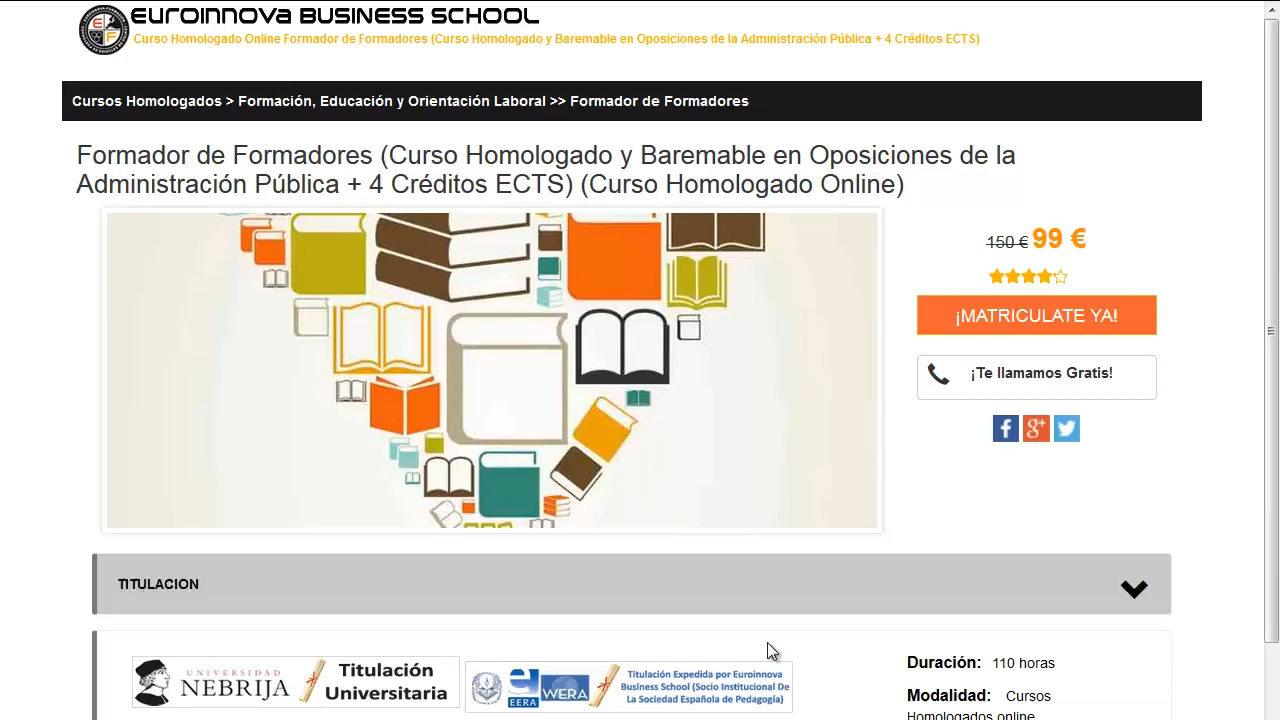 EUROINNOVA BUSINESS SCHOOL
Curso Homologado Online Formador de Formadores (Curso Homologado y Baremable en Oposiciones de la Administración Pública + 4 Créditos ECTS)
Cursos Homologados > Formación, Educación y Orientación Laboral >> Formador de Formadores
Formador de Formadores (Curso Homologado y Baremable en Oposiciones de la
Administración Pública + 4 Créditos ECTS) (Curso Homologado Online)
150 € 99 €
¡MATRICULATE YA!
¡Te llamamos Gratis!
TITULACION
UNIVERSIDAD
NEBRIJA
Titulación
Universitaria
EERA
WERA
Titulación Expedida por Euroinnova
Business School (Socio Institucional De
La Sociedad Española de Pedagogía)
Duración: 110 horas
Modalidad: Cursos
Homologados online